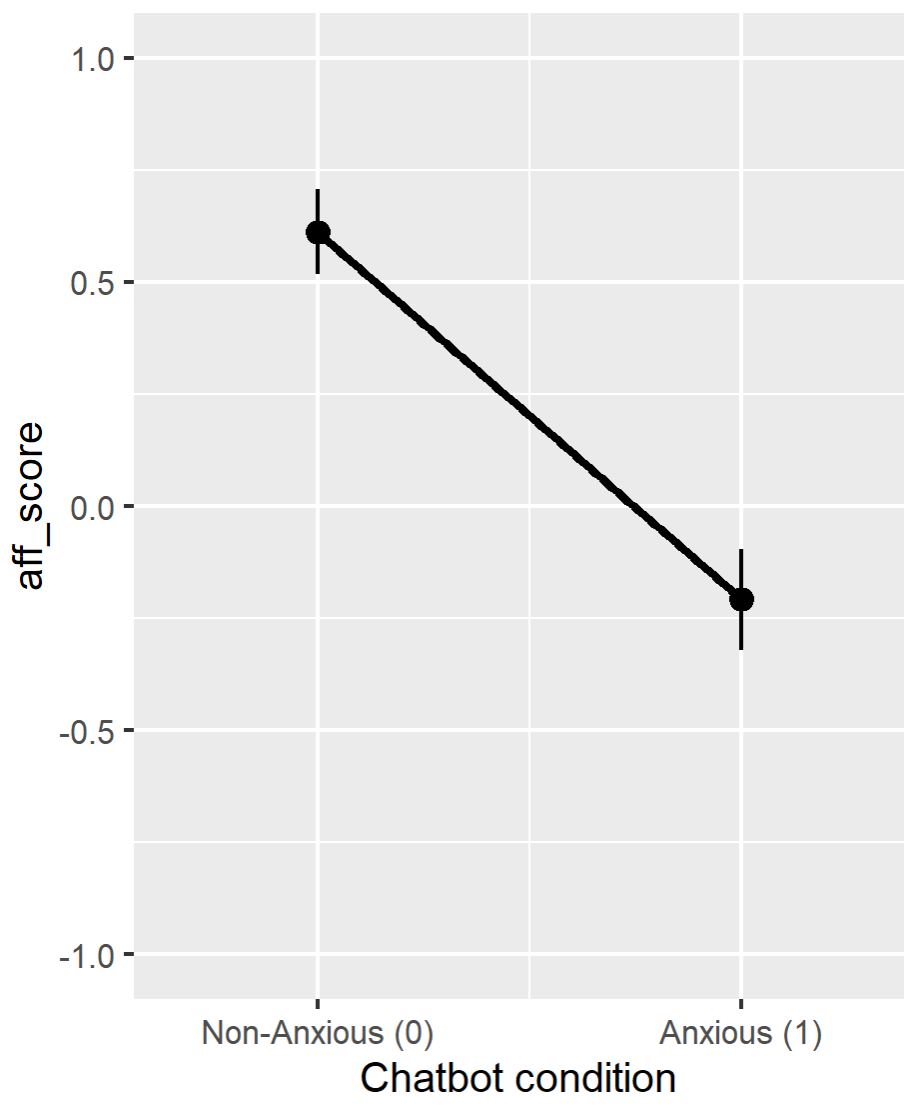 1.0
0.5
0.0
-0.5
-1.0
aff_score
Non-Anxious (0)
Anxious (1)
Chatbot condition